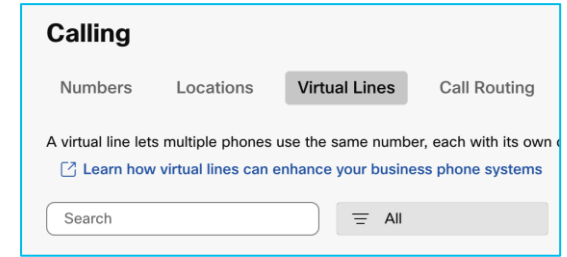 Calling
Numbers Locations Virtual Lines Call Routing
A virtual line lets multiple phones use the same number, each with its own
Learn how virtual lines can enhance your business phone systems
Search All